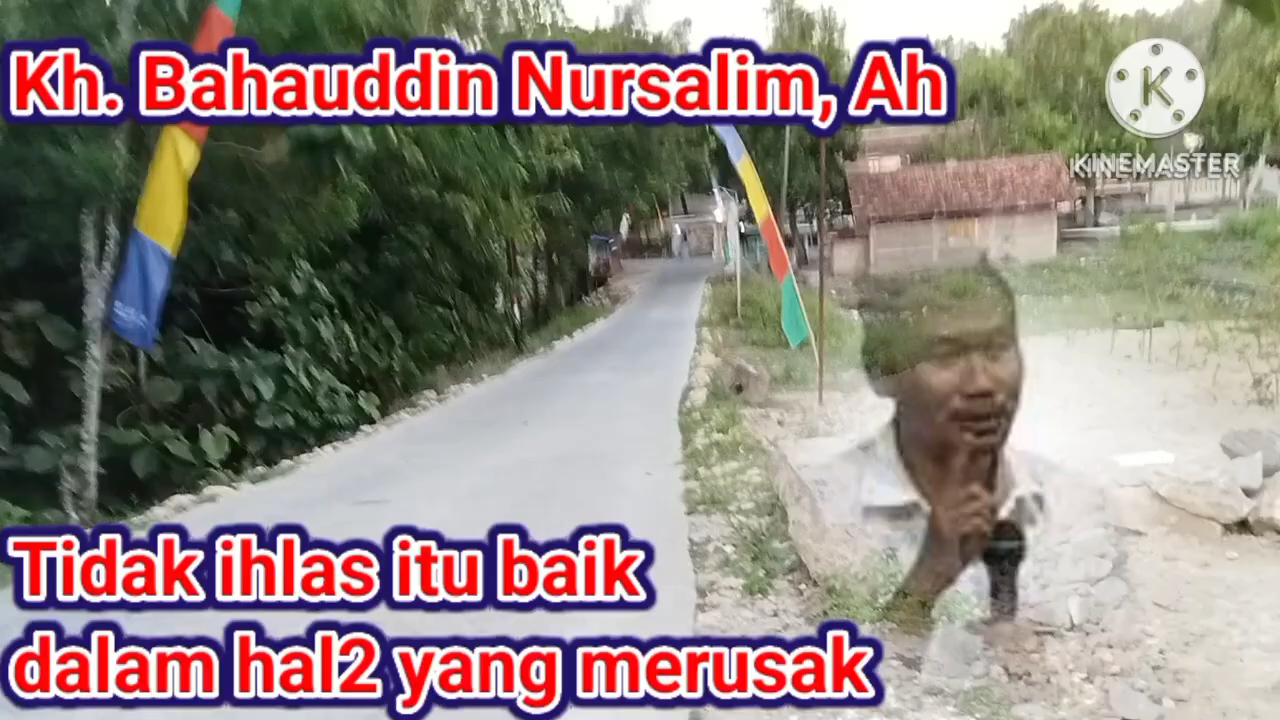 Kh. Bahauddin Nursalim, Ah
K
KINEMASTER
Tidak ihlas itu baik
dalam hal2 yang merusak